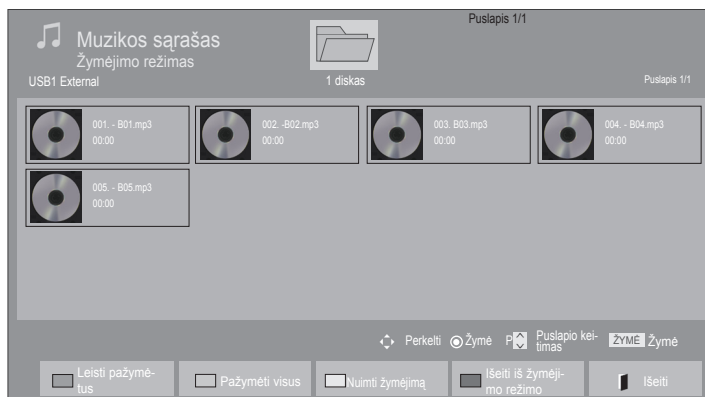 Puslapis 1/1
Muzikos sąrašas
Žymėjimo režimas
USB1 External
1 diskas
Puslapis 1/1
001. - B01.mp3
00:00
002. -B02.mp3
00:00
003. B03.mp3
00:00
004. - B04.mp3
00:00
005. - B05.mp3
00:00
Perkelti
Žymė
P
Puslapio kei-
timas
ŽYMĖ Žymė
Leisti pažymė-
tus
Pažymėti visus
Nuimti žymėjimą
Išeiti iš žymėji-
mo režimo
Išeiti